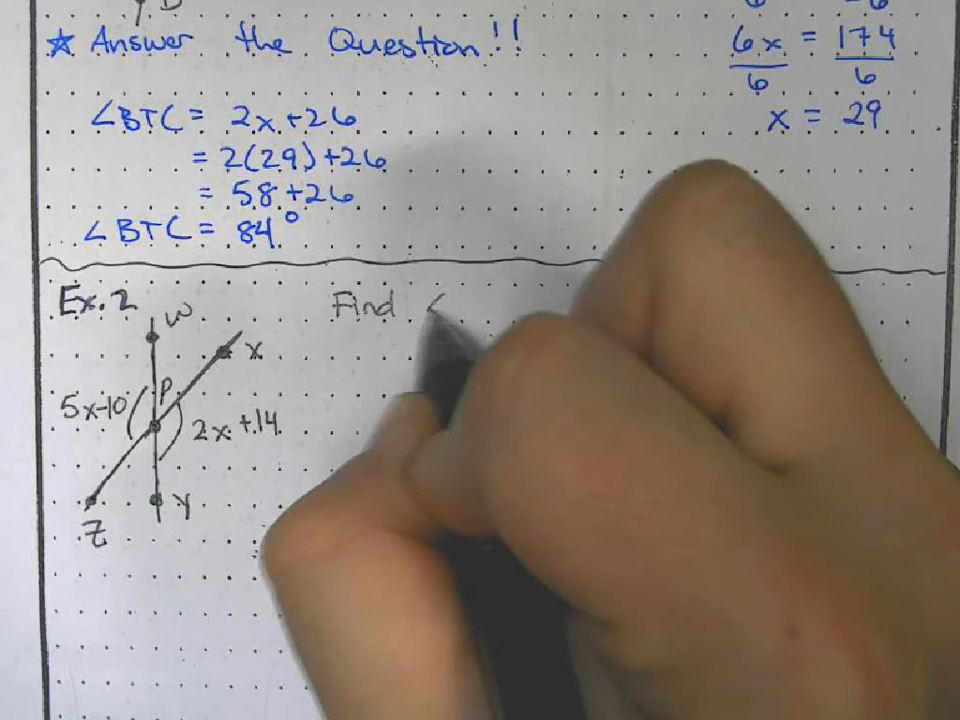 ☆ Answer the Question!!
6x = 174
6 6
x = 29
∠BTC = 2x+26
= 2(29)+26
= 58+26
∠BTC = 84°
Ex. 2
Find <
W
X
P
5x-10
2x+14
Y
Z